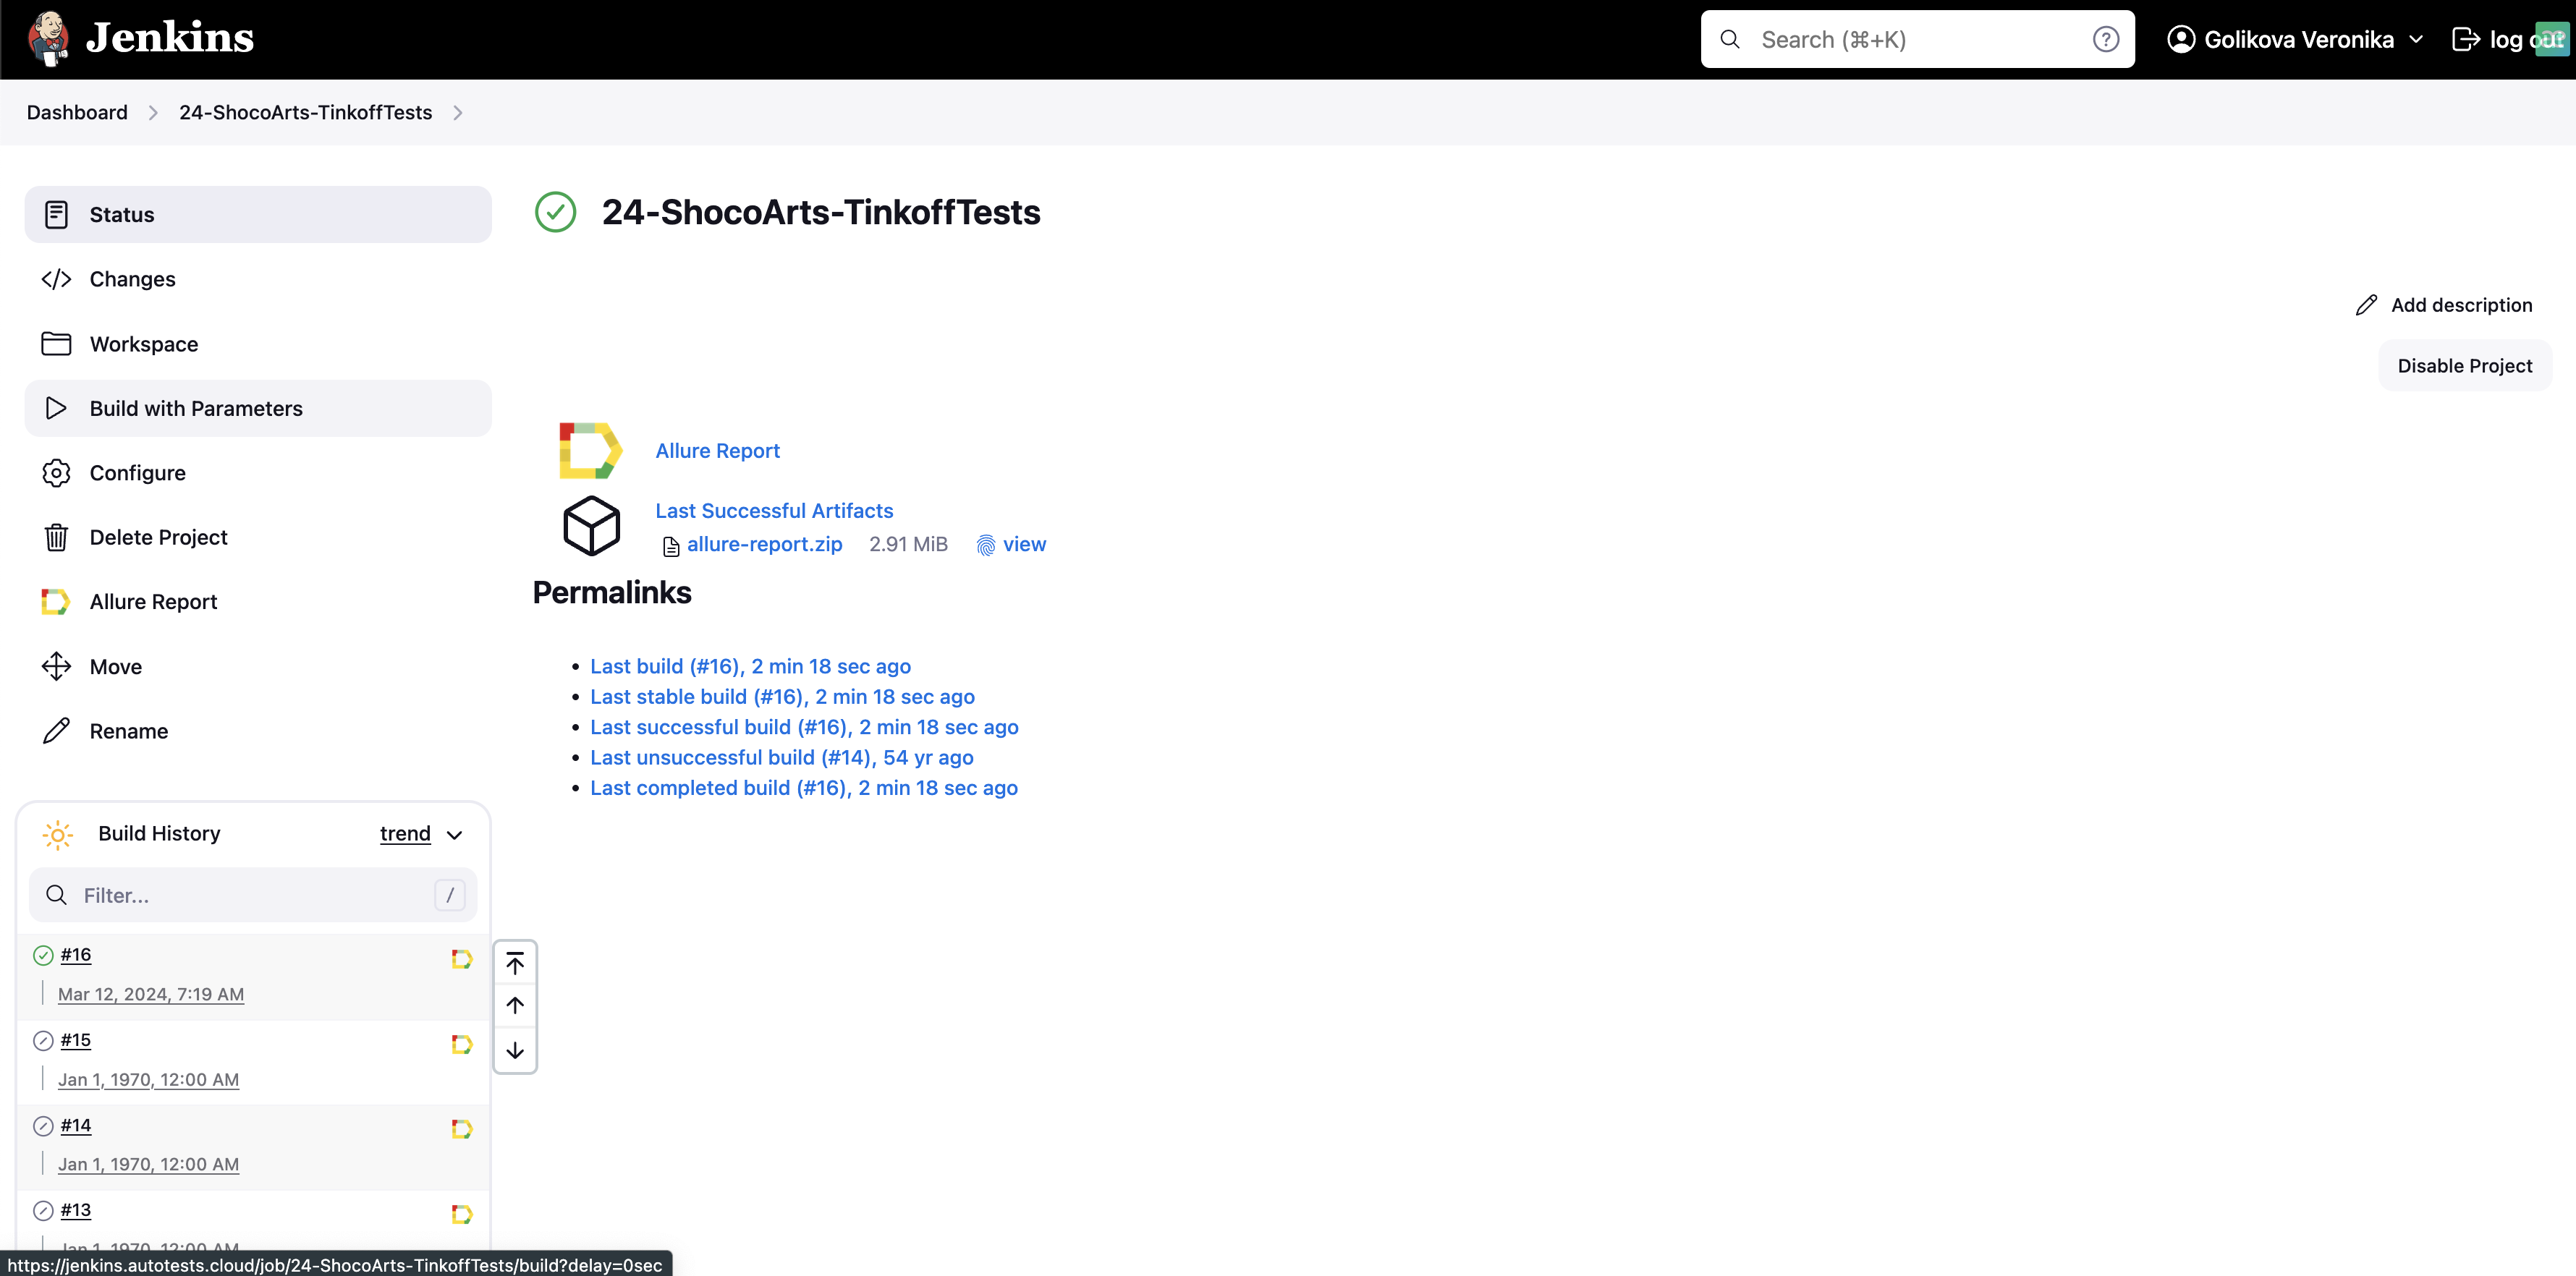 Jenkins
Search (⌘+K)
?
Golikova Veronika
log out
Dashboard
24-ShocoArts-TinkoffTests
Status
Changes
Workspace
Build with Parameters
Configure
Delete Project
Allure Report
Move
Rename
24-ShocoArts-TinkoffTests
Add description
Disable Project
Allure Report
Last Successful Artifacts
allure-report.zip 2.91 MiB view
Permalinks
Last build (#16), 2 min 18 sec ago
Last stable build (#16), 2 min 18 sec ago
Last successful build (#16), 2 min 18 sec ago
Last unsuccessful build (#14), 54 yr ago
Last completed build (#16), 2 min 18 sec ago
Build History trend
Filter... /
#16
Mar 12, 2024, 7:19 AM
#15
Jan 1, 1970, 12:00 AM
#14
Jan 1, 1970, 12:00 AM
#13
Jan 1, 1970, 12:00 AM
https://jenkins.autotests.cloud/job/24-ShocoArts-TinkoffTests/build?delay=0sec